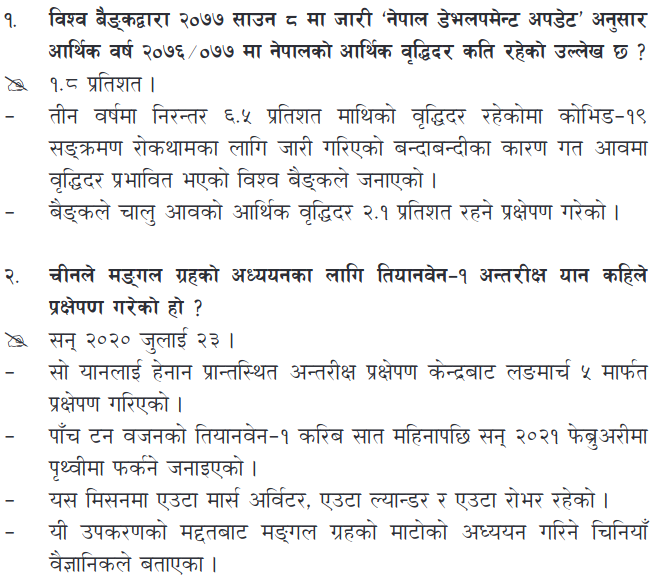 १. विश्व बैङ्कद्वारा २०७७ साउन ८ मा जारी ‘नेपाल डेभलपमेन्ट अपडेट’ अनुसार
आर्थिक वर्ष २०७६/०७७ मा नेपालको आर्थिक वृद्धिदर कति रहेको उल्लेख छ ?
१.८ प्रतिशत ।
– तीन वर्षमा निरन्तर ६.५ प्रतिशत माथिको वृद्धिदर रहेकोमा कोभिड–१९
सङ्क्रमण रोकथामका लागि जारी गरिएको बन्दाबन्दीका कारण गत आवमा
वृद्धिदर प्रभावित भएको विश्व बैङ्कले जनाएको ।
– बैङ्कले चालु आवको आर्थिक वृद्धिदर २.१ प्रतिशत रहने प्रक्षेपण गरेको ।
२. चीनले मङ्गल ग्रहको अध्ययनका लागि तियानवेन–१ अन्तरीक्ष यान कहिले
प्रक्षेपण गरेको हो ?
सन् २०२० जुलाई २३ ।
– सो यानलाई हेनान प्रान्तस्थित अन्तरीक्ष प्रक्षेपण केन्द्रबाट लङमार्च ५ मार्फत
प्रक्षेपण गरिएको ।
– पाँच टन वजनको तियानवेन–१ करिब सात महिनापछि सन् २०२१ फेब्रुअरीमा
पृथ्वीमा फर्कने जनाइएको ।
– यस मिसनमा एउटा मार्स अर्विटर, एउटा ल्यान्डर र एउटा रोभर रहेको ।
– यी उपकरणको मद्दतबाट मङ्गल ग्रहको माटोको अध्ययन गरिने चिनियाँ
वैज्ञानिकले बताएका ।